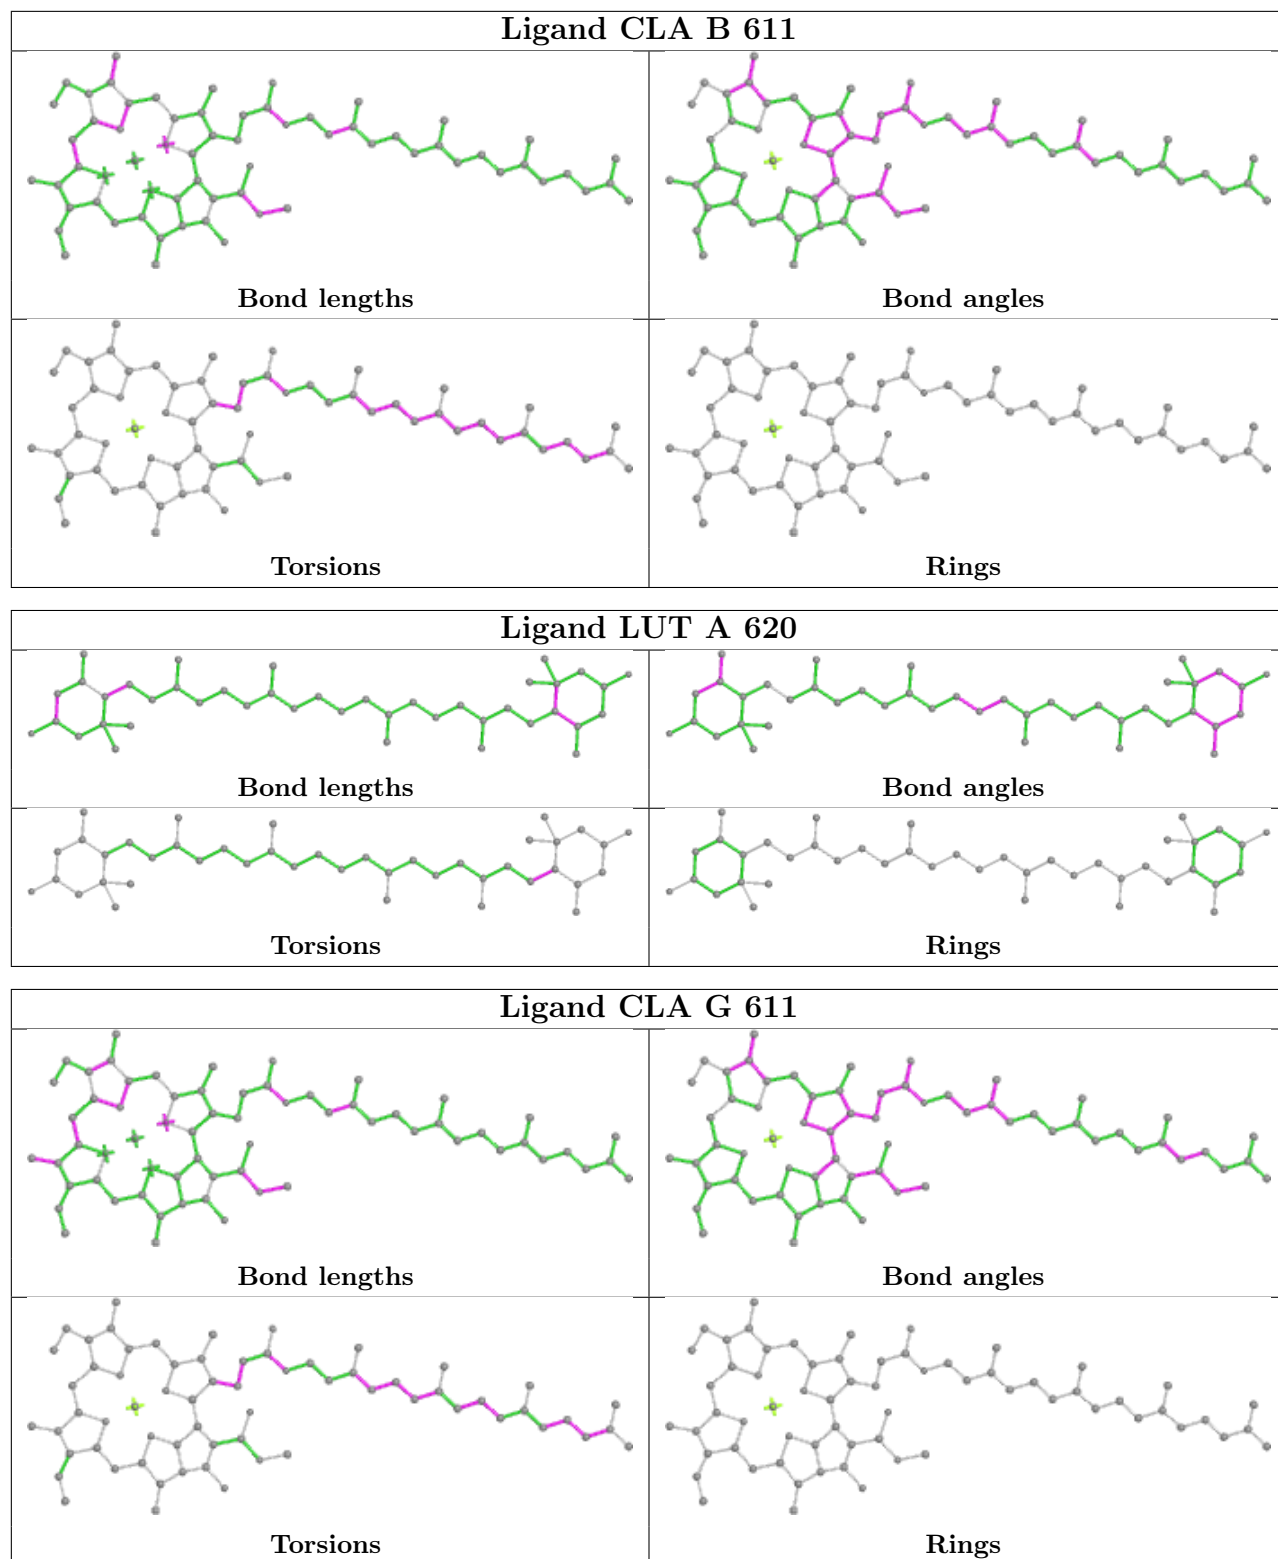 Ligand CLA B 611
Bond lengths
Bond angles
Torsions
Rings
Ligand LUT A 620
Bond lengths
Bond angles
Torsions
Rings
Ligand CLA G 611
Bond lengths
Bond angles
Torsions
Rings